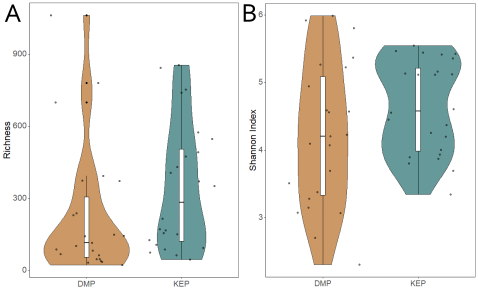 A
B
Richness
900
600
300
0
DMP
KEP
Shannon Index
6
5
4
3
DMP
KEP